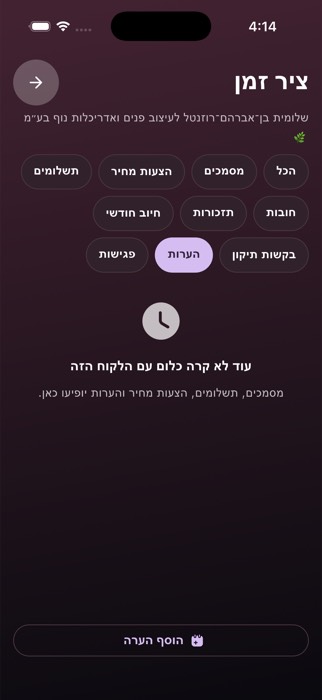 4:14
ציר זמן
שלומית בן־אברהם־רוזנטל לעיצוב פנים ואדריכלות נוף בע״מ
🌿
הכל
מסמכים
הצעות מחיר
תשלומים
חובות
תזכורות
חיוב חודשי
בקשות תיקון
הערות
פגישות
עוד לא קרה כלום עם הלקוח הזה
מסמכים, תשלומים, הצעות מחיר והערות יופיעו כאן.
הוסף הערה